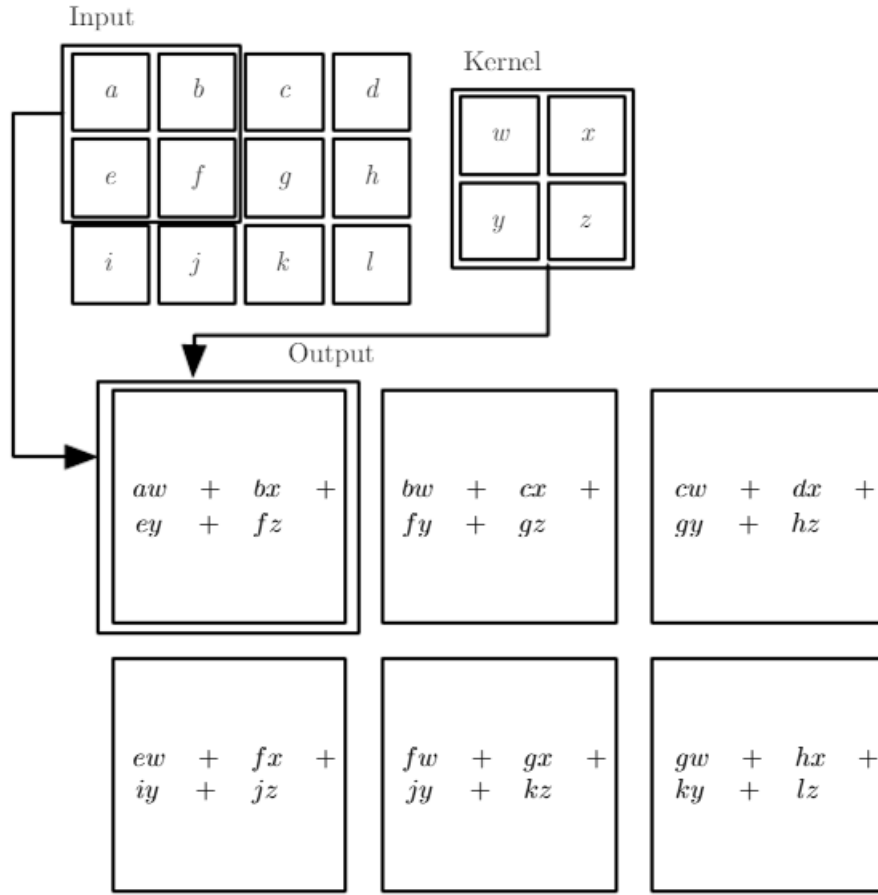 Input
a b c d
Kernel
w x
e f g h
y z
i j k l
Output
aw + bx +
ey + fz
bw + cx +
fy + gz
cw + dx +
gy + hz
ew + fx +
iy + jz
fw + gx +
jy + kz
gw + hx +
ky + lz